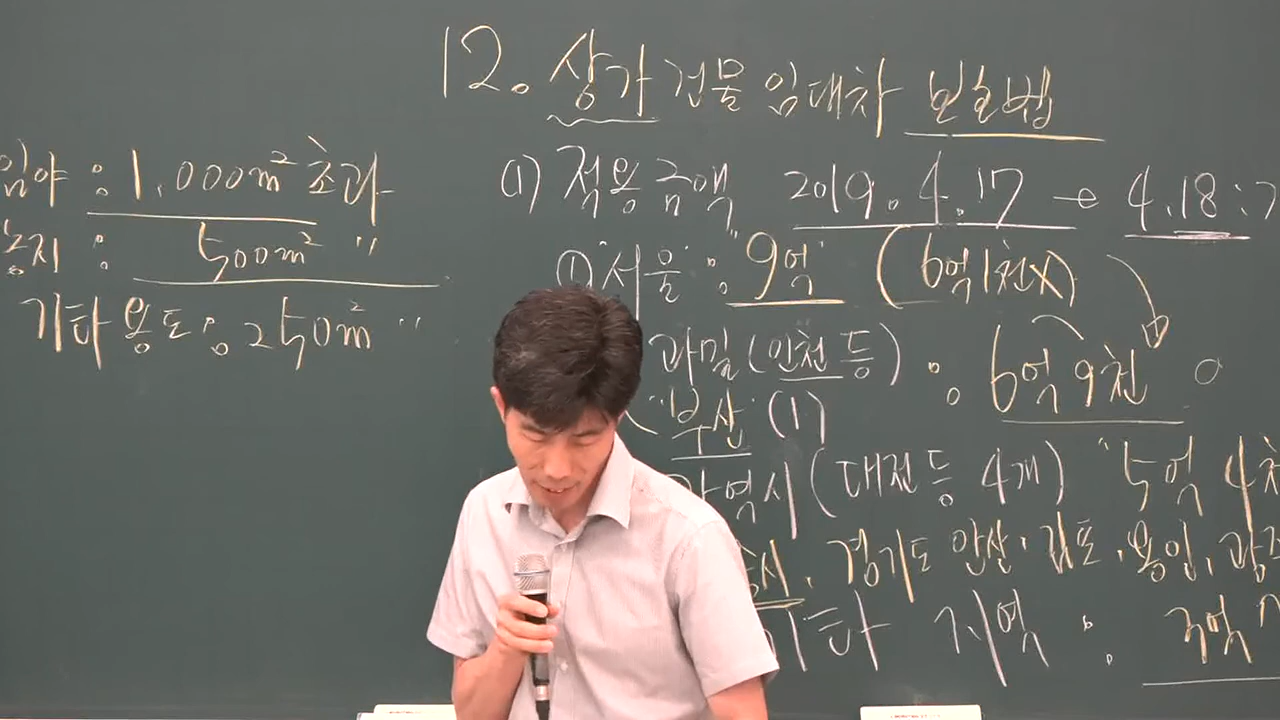 12. 상가건물 임대차 보호법
임야 : 1,000m² 초과
농지 : 500m² "
기타용도 : 250m² "
(1) 적용금액 2019. 4. 17 → 4.18 :
① 서울 : "9억" (6억1천X)
과밀 (인천 등) : 6억9천
"부산 (1)
광역시 (대전 등 4개) "5억 4천
, 경기도 안산, 김포, 용인, 광주
기타 지역 : 3억